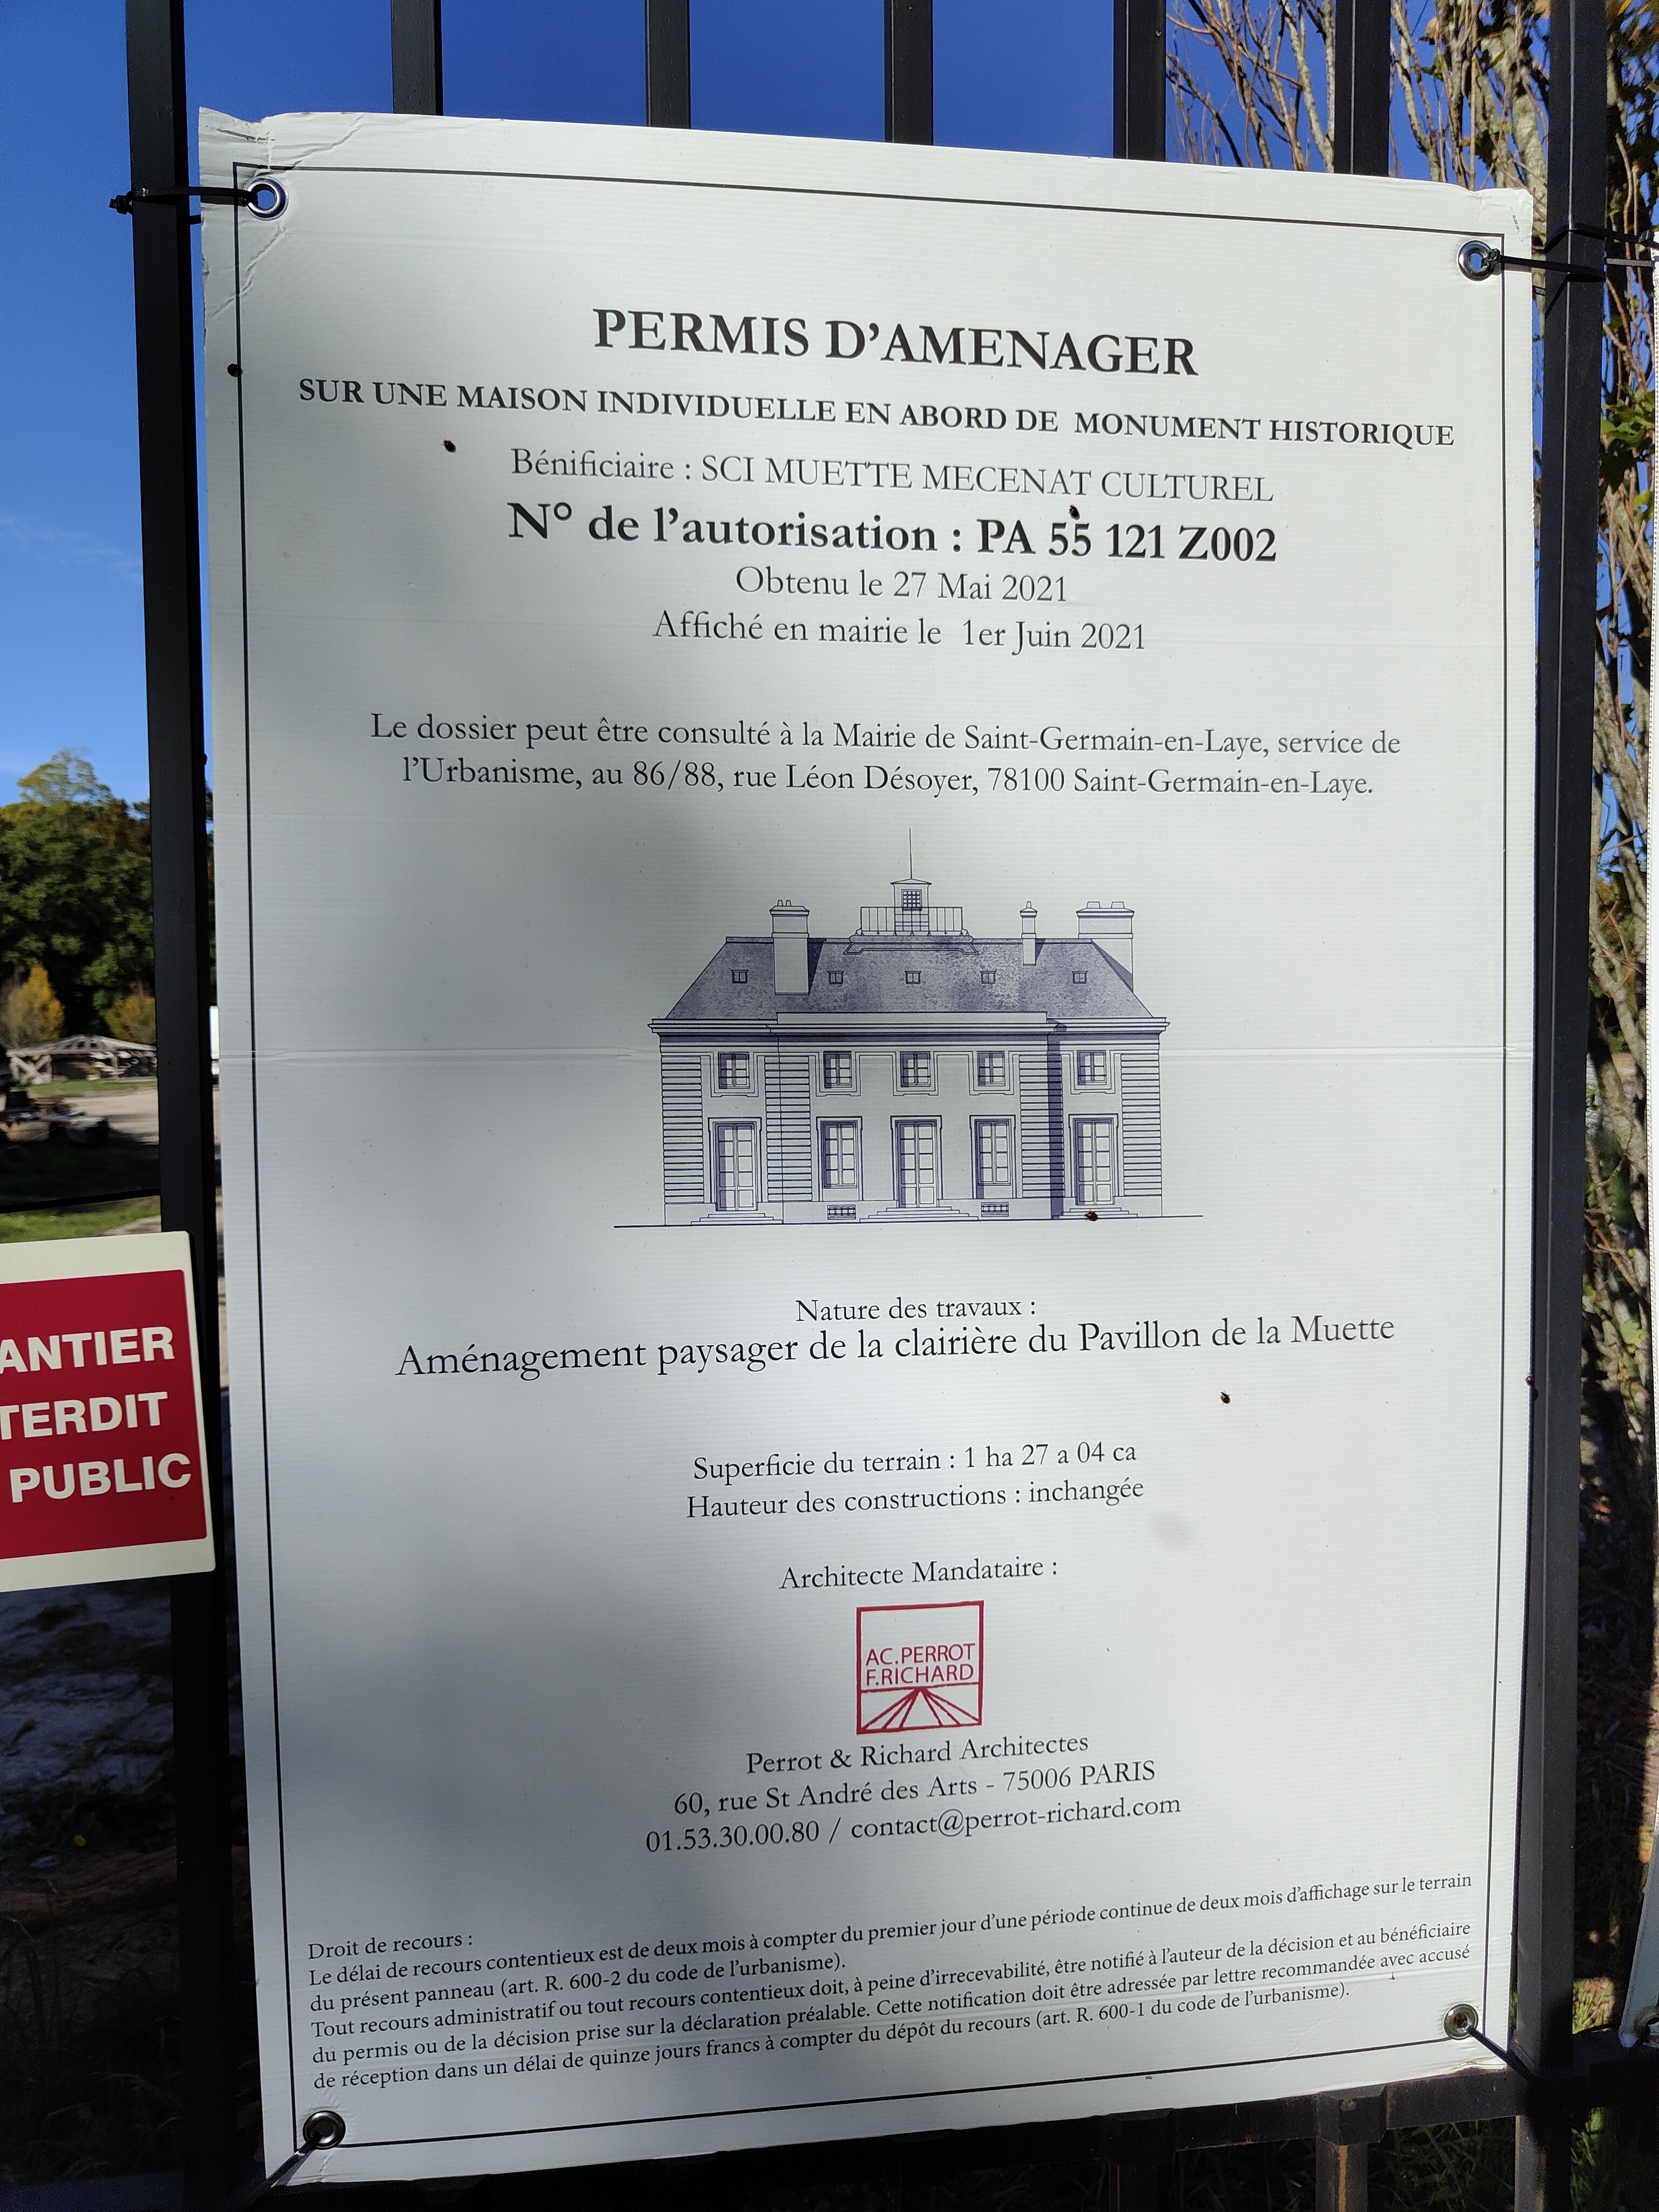 PERMIS D'AMENAGER
SUR UNE MAISON INDIVIDUELLE EN ABORD DE MONUMENT HISTORIQUE
Bénificiaire : SCI MUETTE MECENAT CULTUREL
N° de l'autorisation : PA 55 121 Z002
Obtenu le 27 Mai 2021
Affiché en mairie le 1er Juin 2021
Le dossier peut être consulté à la Mairie de Saint-Germain-en-Laye, service de
l'Urbanisme, au 86/88, rue Léon Désoyer, 78100 Saint-Germain-en-Laye.
Nature des travaux :
Aménagement paysager de la clairière du Pavillon de la Muette
Superficie du terrain : 1 ha 27 a 04 ca
Hauteur des constructions : inchangée
Architecte Mandataire :
AC.PERROT
F.RICHARD
Perrot & Richard Architectes
60, rue St André des Arts - 75006 PARIS
01.53.30.00.80 / contact@perrot-richard.com
Droit de recours :
Le délai de recours contentieux est de deux mois à compter du premier jour d'une période continue de deux mois d'affichage sur le terrain
du présent panneau (art. R. 600-2 du code de l'urbanisme).
Tout recours administratif ou tout recours contentieux doit, à peine d'irrecevabilité, être notifié à l'auteur de la décision et au bénéficiaire
du permis ou de la décision prise sur la déclaration préalable. Cette notification doit être adressée par lettre recommandée avec accusé
de réception dans un délai de quinze jours francs à compter du dépôt du recours (art. R. 600-1 du code de l'urbanisme).
ANTIER
TERDIT
PUBLIC